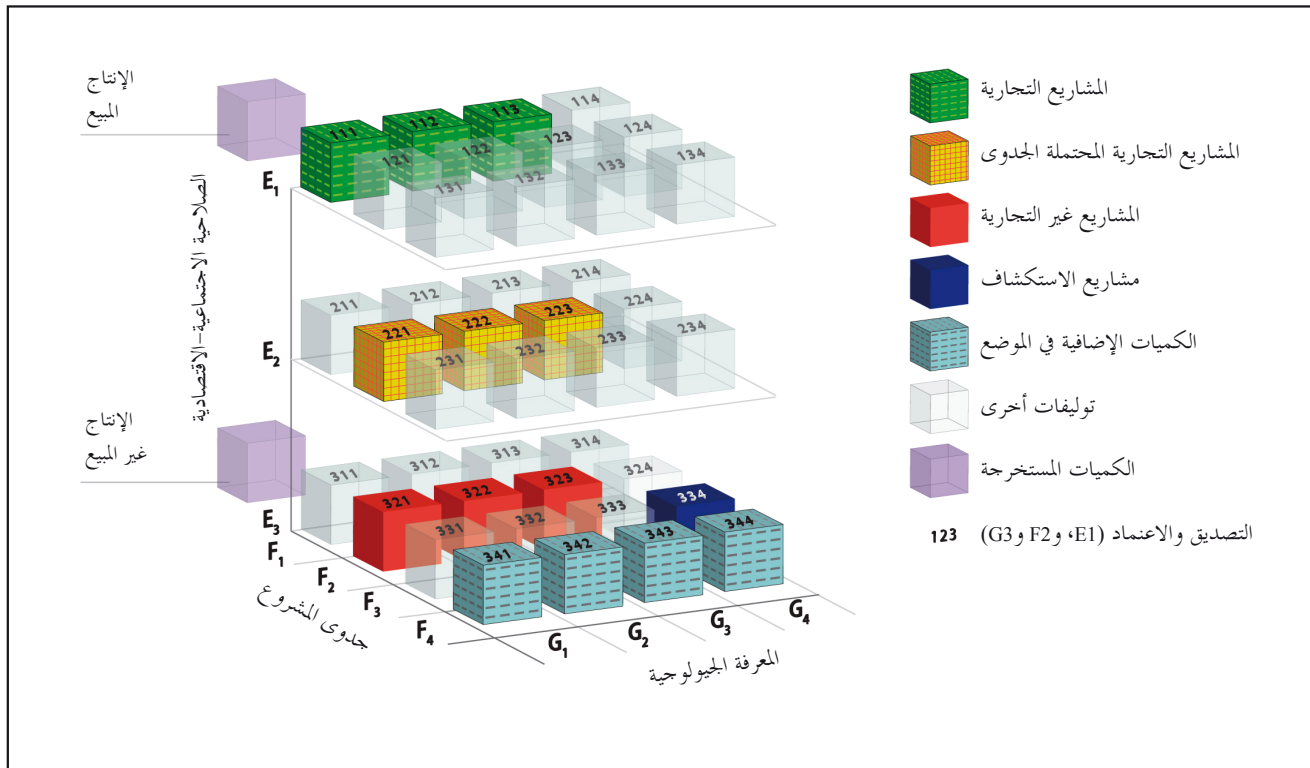 الإنتاج
المبيع
الصلاحية الاجتماعية-الاقتصادية
الإنتاج
غير المبيع
E1
111
112
113
114
121
122
123
124
131
132
133
134
E2
211
212
213
214
221
222
223
224
231
232
233
234
E3
311
312
313
314
321
322
323
324
331
332
333
334
341
342
343
344
F1
F2
F3
F4
جدوى المشروع
G1
G2
G3
G4
المعرفة الجيولوجية
المشاريع التجارية
المشاريع التجارية المحتملة الجدوى
المشاريع غير التجارية
مشاريع الاستكشاف
الكميات الإضافية في الموضع
توليفات أخرى
الكميات المستخرجة
123 التصديق والاعتماد (E1، وF2 وG3)